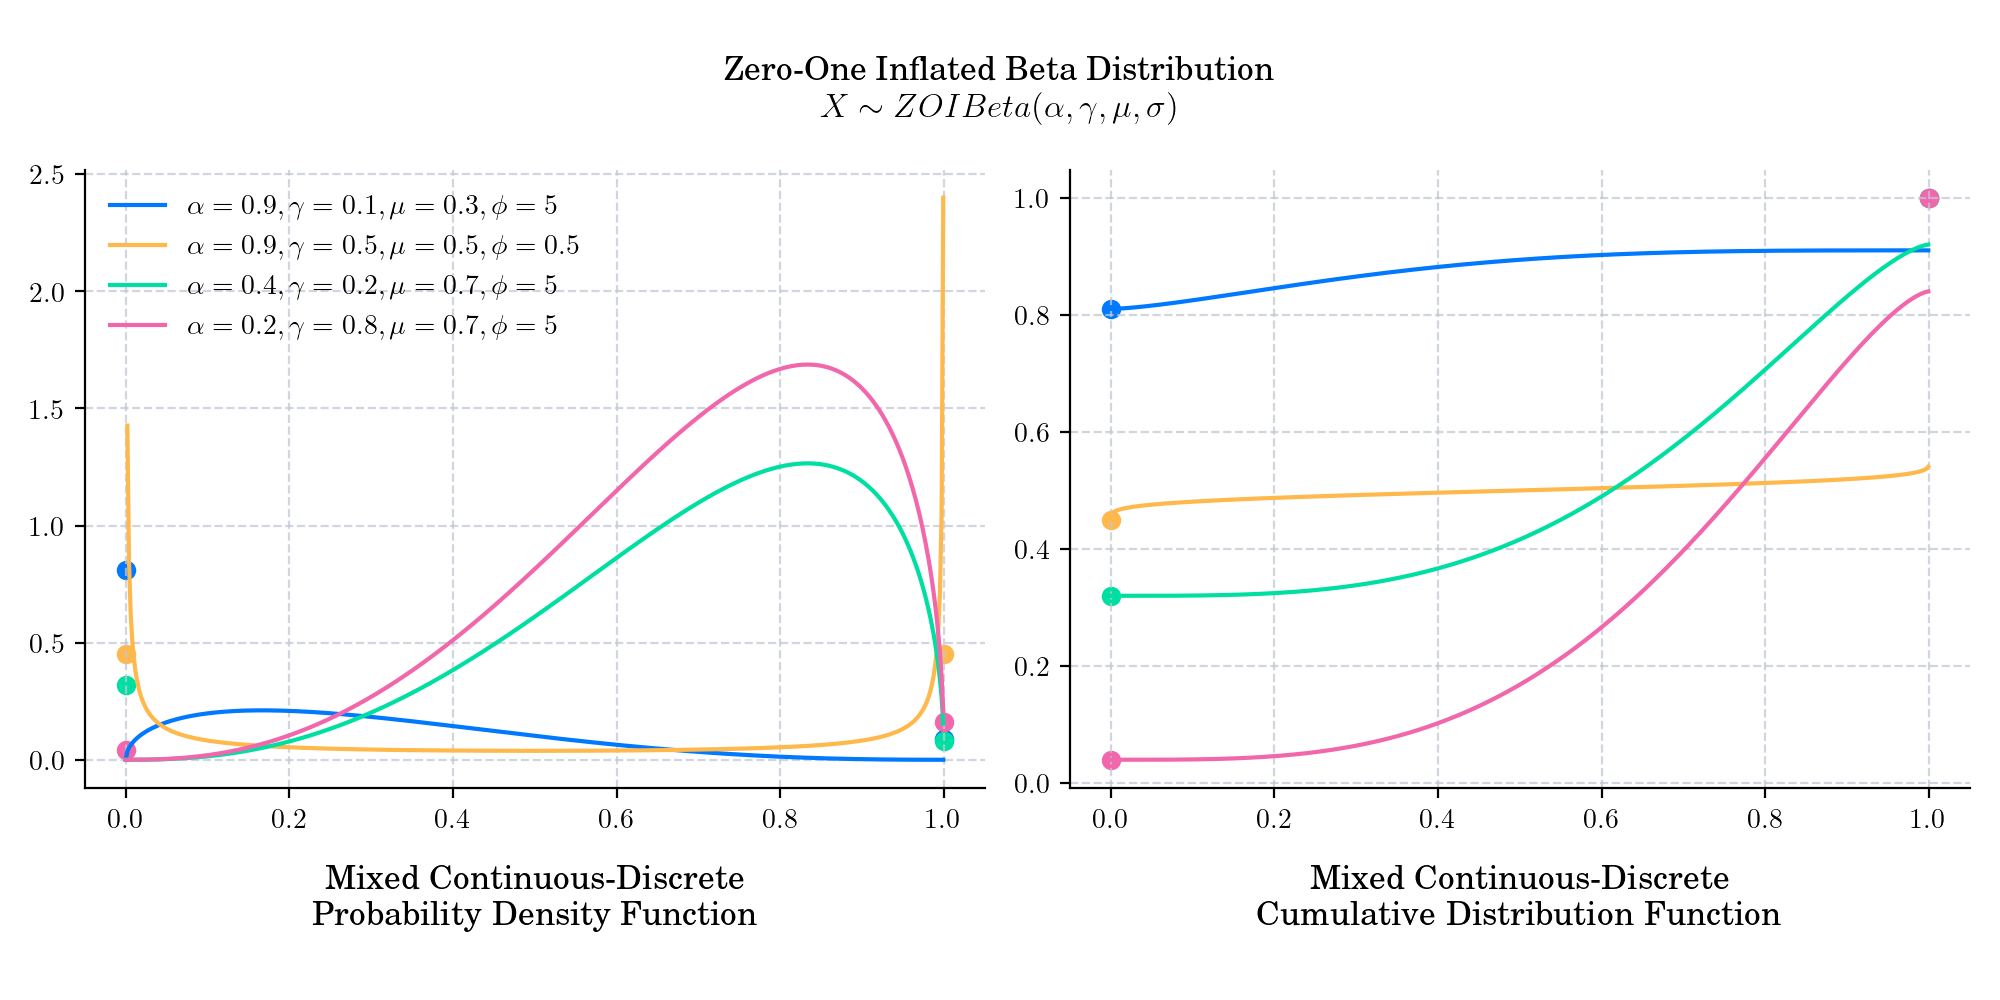 Zero-One Inflated Beta Distribution
X ∼ ZOIBeta(α, γ, μ, σ)
2.5
2.0
1.5
1.0
0.5
0.0
α = 0.9, γ = 0.1, μ = 0.3, ϕ = 5
α = 0.9, γ = 0.5, μ = 0.5, ϕ = 0.5
α = 0.4, γ = 0.2, μ = 0.7, ϕ = 5
α = 0.2, γ = 0.8, μ = 0.7, ϕ = 5
0.0 0.2 0.4 0.6 0.8 1.0
Mixed Continuous-Discrete
Probability Density Function
1.0
0.8
0.6
0.4
0.2
0.0
0.0 0.2 0.4 0.6 0.8 1.0
Mixed Continuous-Discrete
Cumulative Distribution Function